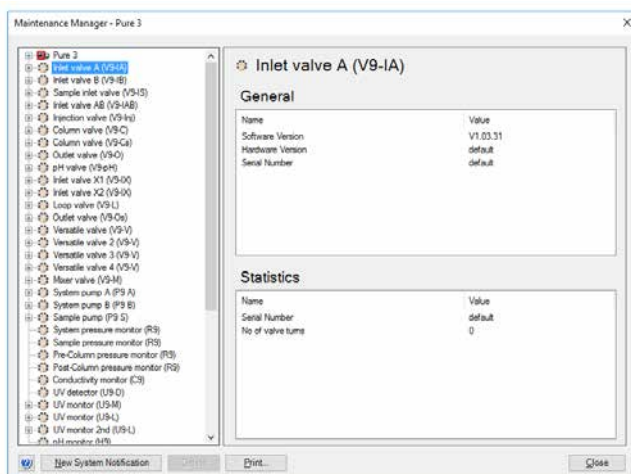 Maintenance Manager - Pure 3
Pure 3
Inlet valve A (V9-IA)
Inlet valve B (V9-IB)
Sample inlet valve (V9-IS)
Inlet valve AB (V9-IAB)
Injection valve (V9-Inj)
Column valve (V9-C)
Column valve (V9-Cs)
Outlet valve (V9-O)
pH valve (V9-pH)
Inlet valve X1 (V9-IX)
Inlet valve X2 (V9-IX)
Loop valve (V9-L)
Outlet valve (V9-Os)
Versatile valve (V9-V)
Versatile valve 2 (V9-V)
Versatile valve 3 (V9-V)
Versatile valve 4 (V9-V)
Mixer valve (V9-M)
System pump A (P9 A)
System pump B (P9 B)
Sample pump (P9 S)
System pressure monitor (R9)
Sample pressure monitor (R9)
Pre-Column pressure monitor (R9)
Post-Column pressure monitor (R9)
Conductivity monitor (C9)
UV detector (U9-D)
UV monitor (U9-M)
UV monitor (U9-L)
UV monitor 2nd (U9-L)
pH monitor (H9)
Inlet valve A (V9-IA)
General
Name Value
Software Version V1.03.31
Hardware Version default
Serial Number default
Statistics
Name Value
Serial Number default
No of valve turns 0
New System Notification
Print...
Close